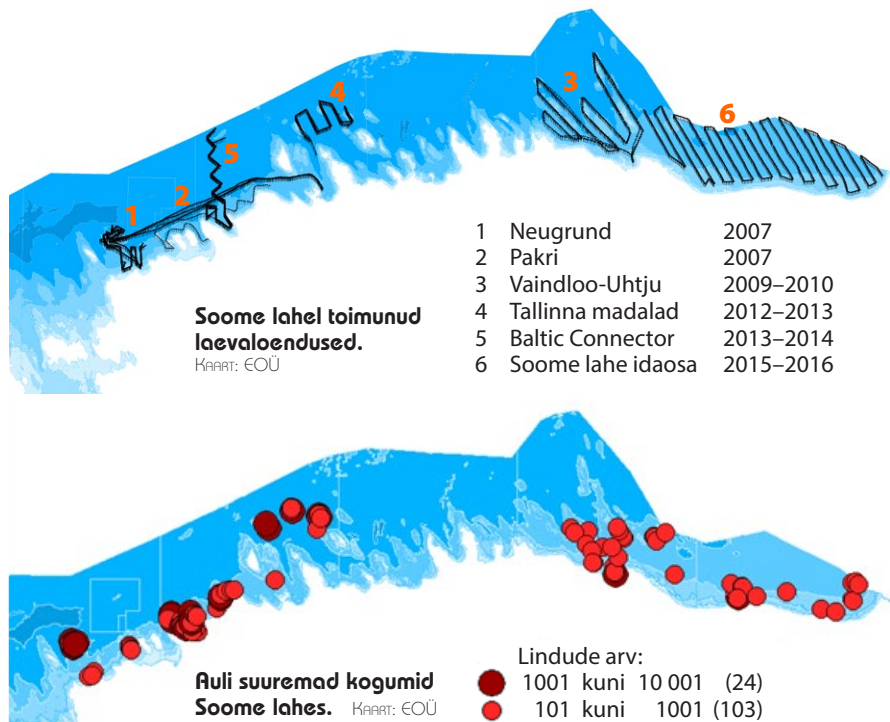 3
4
6
5
2
1
1 Neugrund 2007
2 Pakri 2007
3 Vaindloo-Uhtju 2009–2010
4 Tallinna madalad 2012–2013
5 Baltic Connector 2013–2014
6 Soome lahe idaosa 2015–2016
Soome lahel toimunud
laevaloendused.
Kaart: EOÜ
Lindude arv:
1001 kuni 10 001 (24)
101 kuni 1001 (103)
Auli suuremad kogumid
Soome lahes. Kaart: EOÜ